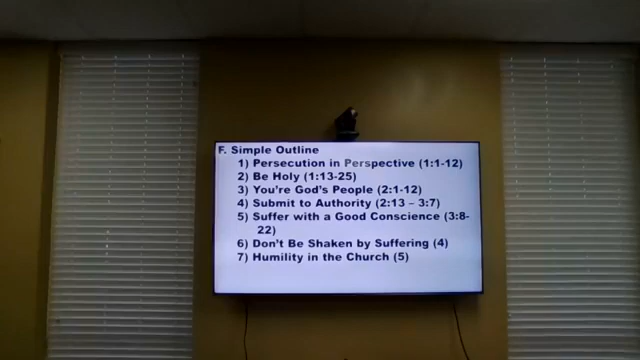 F. Simple Outline
1) Persecution in Perspective (1:1-12)
2) Be Holy (1:13-25)
3) You're God's People (2:1-12)
4) Submit to Authority (2:13 – 3:7)
5) Suffer with a Good Conscience (3:8-
22)
6) Don't Be Shaken by Suffering (4)
7) Humility in the Church (5)